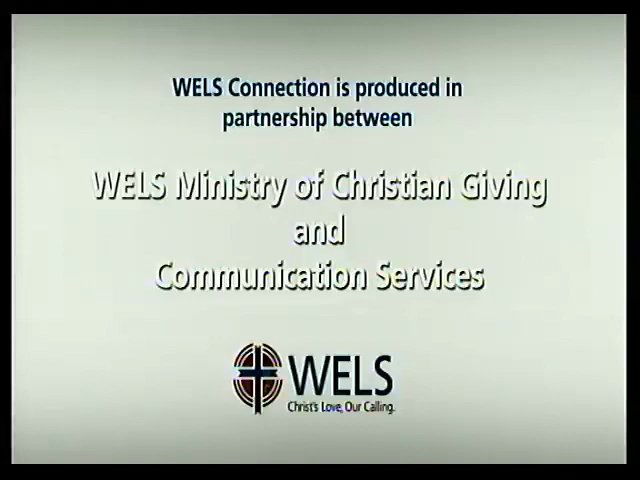 WELS Connection is produced in
partnership between
WELS Ministry of Christian Giving
and
Communication Services
WELS
Christ's Love, Our Calling.